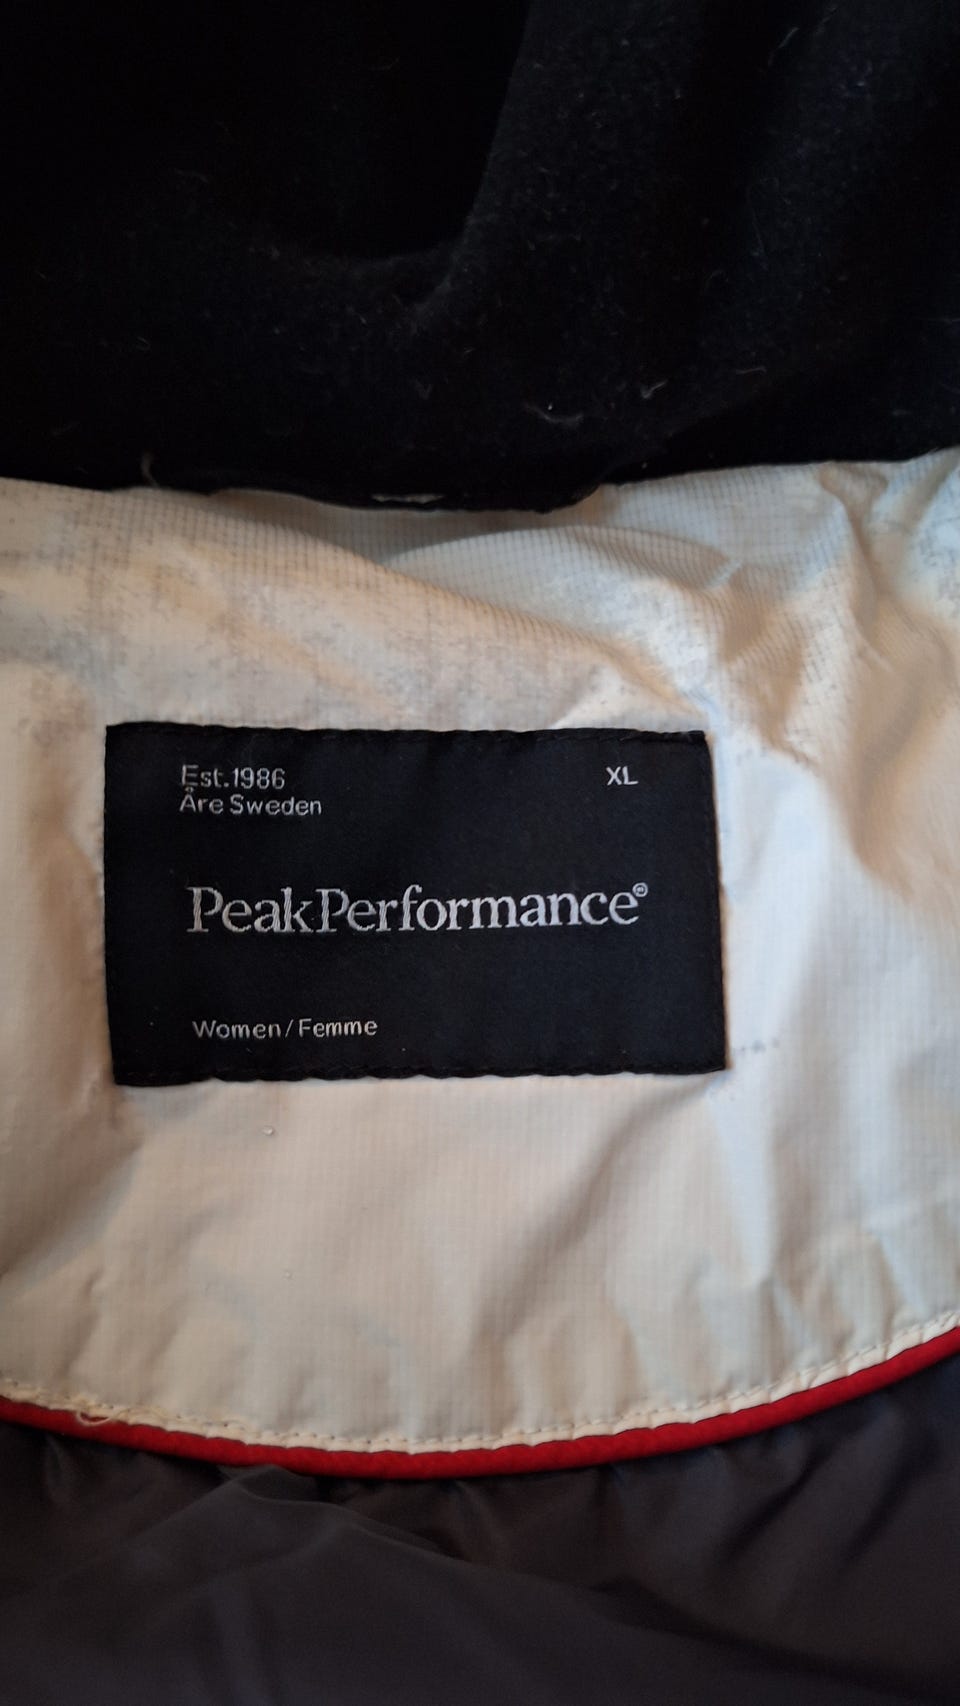 Est.1986
XL
Åre Sweden
PeakPerformance®
Women/Femme